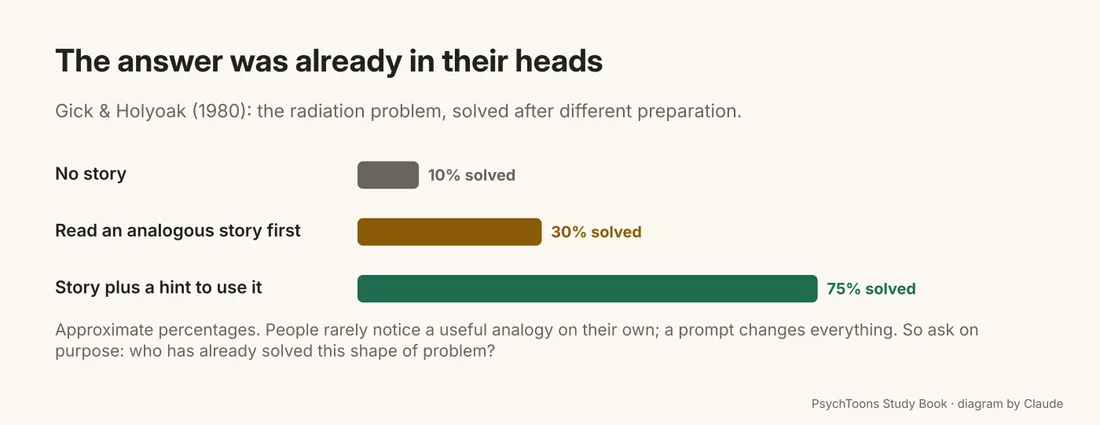 The answer was already in their heads
Gick & Holyoak (1980): the radiation problem, solved after different preparation.
No story
10% solved
Read an analogous story first
30% solved
Story plus a hint to use it
75% solved
Approximate percentages. People rarely notice a useful analogy on their own; a prompt changes everything. So ask on
purpose: who has already solved this shape of problem?
PsychToons Study Book · diagram by Claude